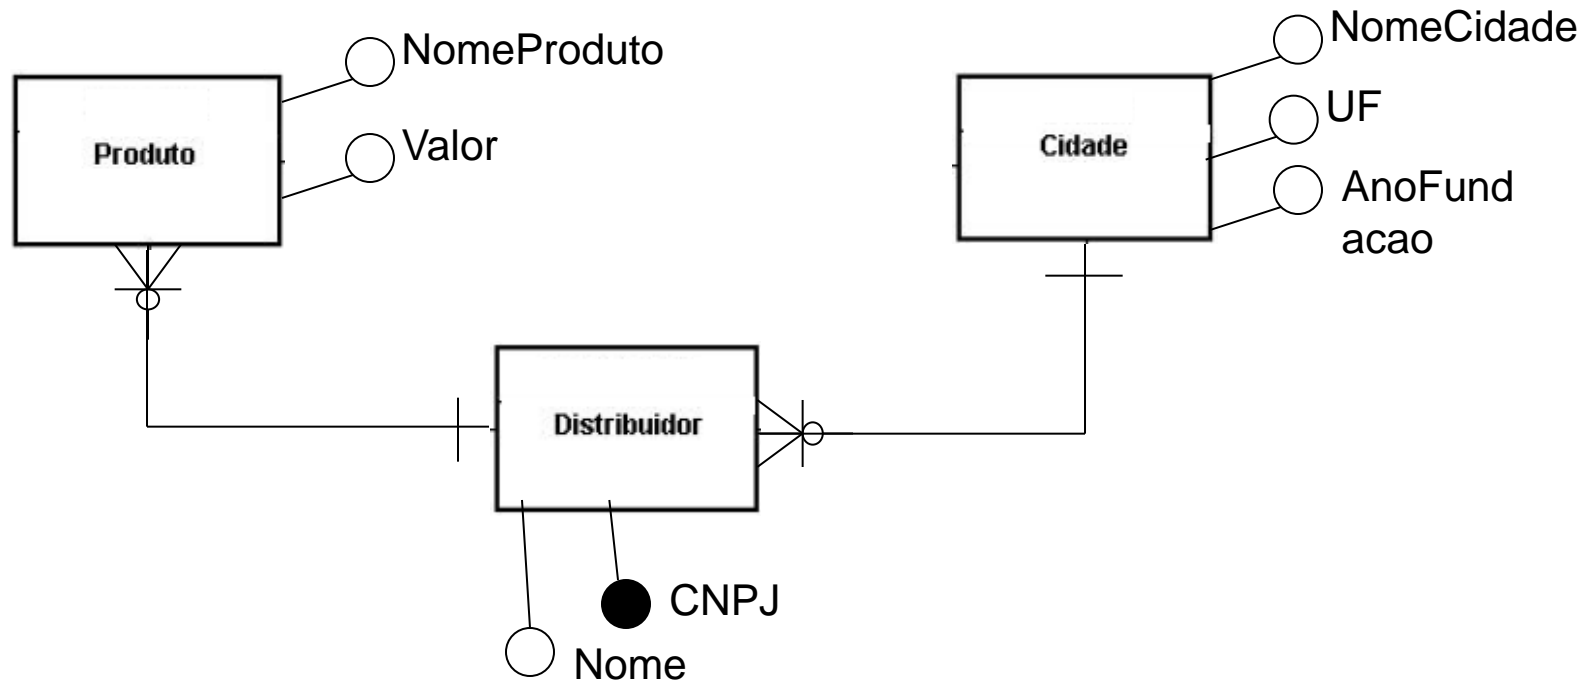 NomeProduto
Valor
Produto
NomeCidade
UF
AnoFund
acao
Cidade
Distribuidor
CNPJ
Nome